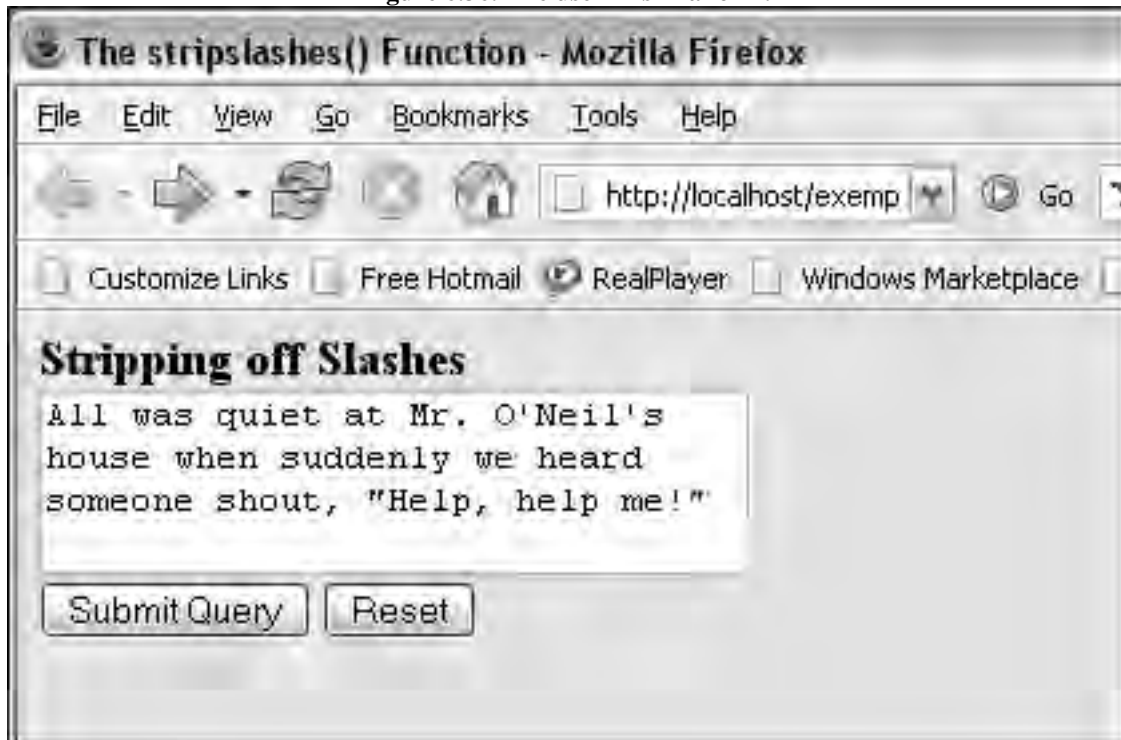 The stripslashes() Function - Mozilla Firefox
File Edit View Go Bookmarks Tools Help
http://localhost/exemp Go
Customize Links Free Hotmail RealPlayer Windows Marketplace
Stripping off Slashes
All was quiet at Mr. O'Neil's
house when suddenly we heard
someone shout, "Help, help me!"
Submit Query Reset